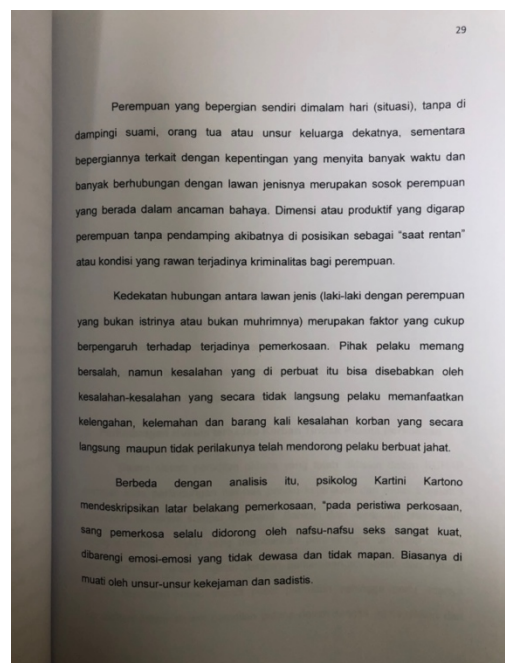 29
Perempuan yang bepergian sendiri dimalam hari (situasi), tanpa di
dampingi suami, orang tua atau unsur keluarga dekatnya, sementara
bepergiannya terkait dengan kepentingan yang menyita banyak waktu dan
banyak berhubungan dengan lawan jenisnya merupakan sosok perempuan
yang berada dalam ancaman bahaya. Dimensi atau produktif yang digarap
perempuan tanpa pendamping akibatnya di posisikan sebagai "saat rentan"
atau kondisi yang rawan terjadinya kriminalitas bagi perempuan.
Kedekatan hubungan antara lawan jenis (laki-laki dengan perempuan
yang bukan istrinya atau bukan muhrimnya) merupakan faktor yang cukup
berpengaruh terhadap terjadinya pemerkosaan. Pihak pelaku memang
bersalah, namun kesalahan yang di perbuat itu bisa disebabkan oleh
kesalahan-kesalahan yang secara tidak langsung pelaku memanfaatkan
kelengahan, kelemahan dan barang kali kesalahan korban yang secara
langsung maupun tidak perilakunya telah mendorong pelaku berbuat jahat.
Berbeda dengan analisis itu, psikolog Kartini Kartono
mendeskripsikan latar belakang pemerkosaan, "pada peristiwa perkosaan,
sang pemerkosa selalu didorong oleh nafsu-nafsu seks sangat kuat,
dibarengi emosi-emosi yang tidak dewasa dan tidak mapan. Biasanya di
muati oleh unsur-unsur kekejaman dan sadistis.